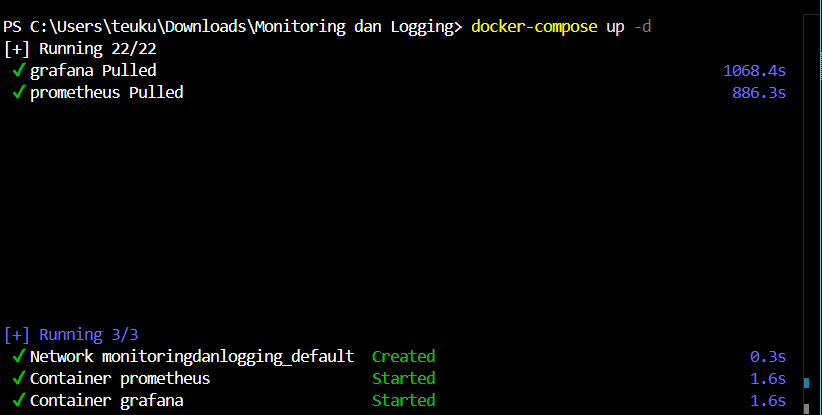 PS C:\Users\teuku\Downloads\Monitoring dan Logging> docker-compose up -d
[+] Running 22/22
✔ grafana Pulled 1068.4s
✔ prometheus Pulled 886.3s
[+] Running 3/3
✔ Network monitoringdanlogging_default Created 0.3s
✔ Container prometheus Started 1.6s
✔ Container grafana Started 1.6s